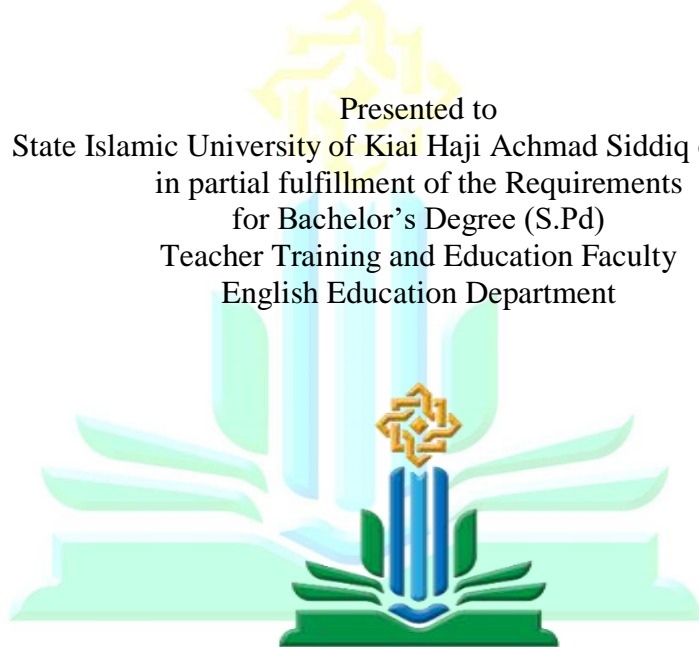 Presented to
State Islamic University of Kiai Haji Achmad Siddiq
in partial fulfillment of the Requirements
for Bachelor’s Degree (S.Pd)
Teacher Training and Education Faculty
English Education Department